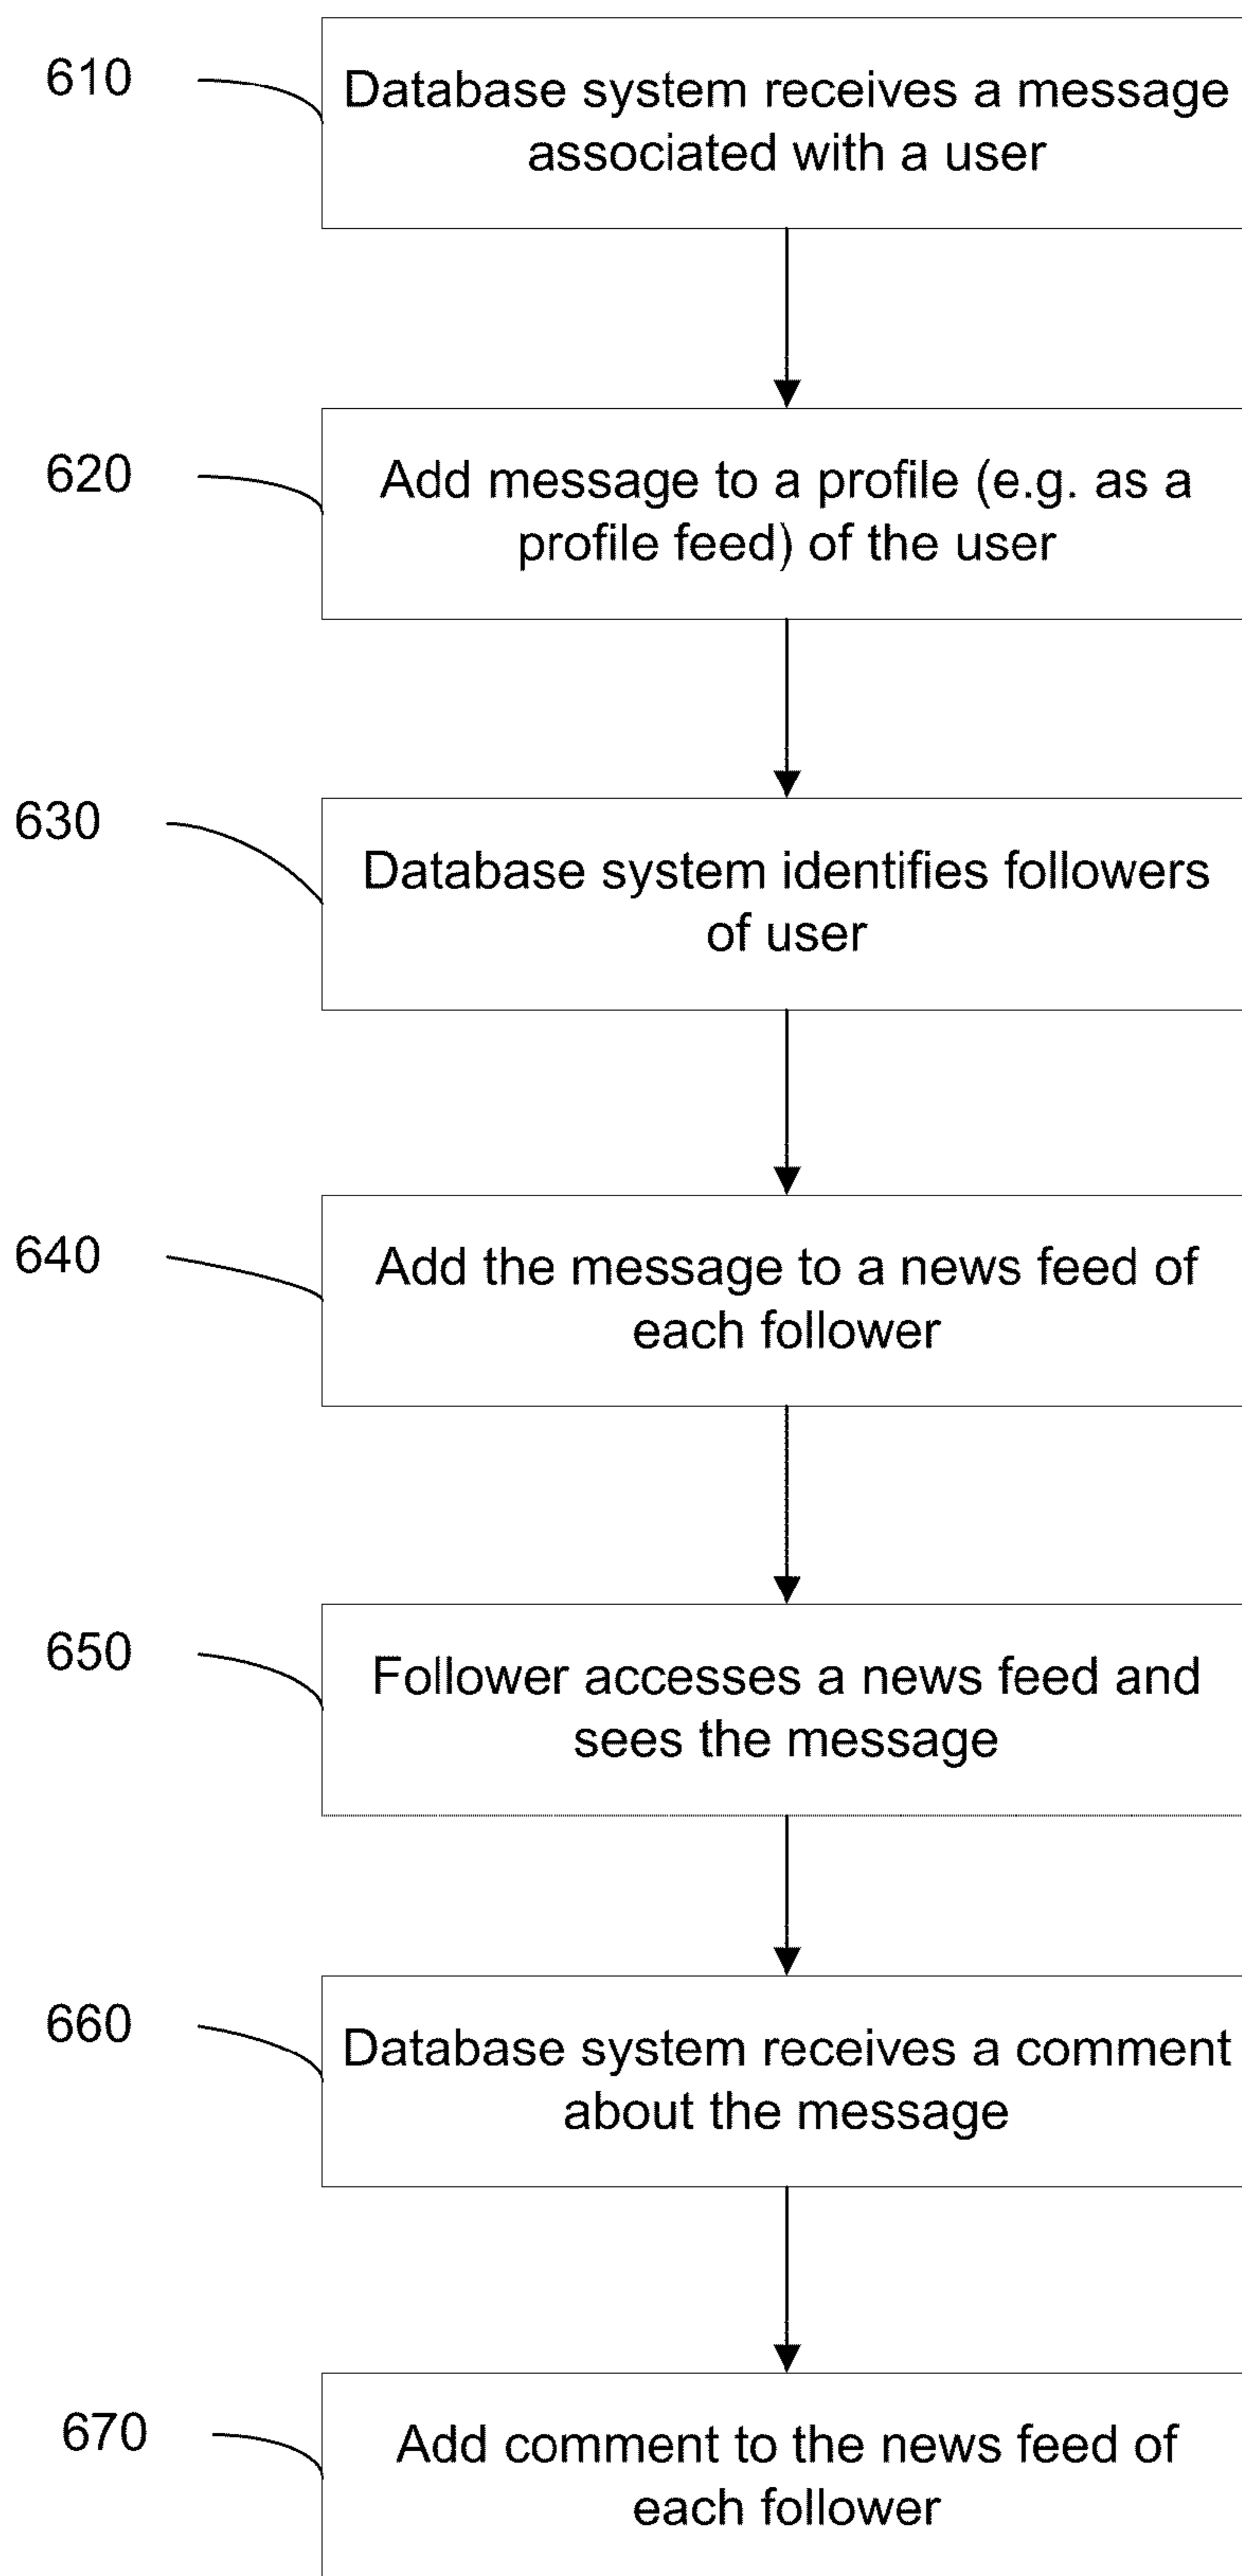 610
Database system receives a message
associated with a user
620
Add message to a profile (e.g. as a
profile feed) of the user
630
Database system identifies followers
of user
640
Add the message to a news feed of
each follower
650
Follower accesses a news feed and
sees the message
660
Database system receives a comment
about the message
670
Add comment to the news feed of
each follower